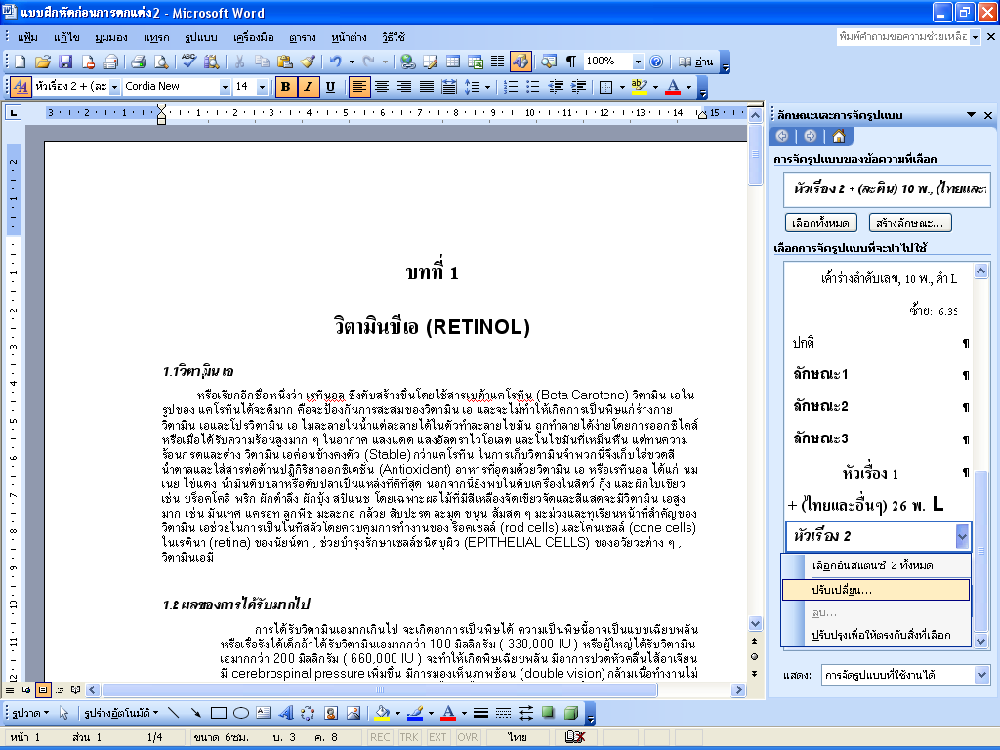 แบบฝึกหัดก่อนการตกแต่ง2 - Microsoft Word
แฟ้ม แก้ไข มุมมอง แทรก รูปแบบ เครื่องมือ ตาราง หน้าต่าง วิธีใช้ พิมพ์คำถามขอความช่วยเหลือ
100% อ่าน
หัวเรื่อง 2 + (ละ Cordia New 14 B I U
3 2 1 1 2 3 4 5 6 7 8 9 10 11 12 13 14 15
ลักษณะและการจัดรูปแบบ
การจัดรูปแบบของข้อความที่เลือก
หัวเรื่อง 2 + (ละติน) 10 พ., (ไทยและ
เลือกทั้งหมด สร้างลักษณะ...
เลือกการจัดรูปแบบที่จะนำไปใช้
เค้าร่างลำดับเลข, 10 พ., ดำ L
ซ้าย: 6.35
ปกติ ¶
ลักษณะ1 ¶
ลักษณะ2 ¶
ลักษณะ3 ¶
หัวเรื่อง 1 ¶
+ (ไทยและอื่นๆ) 26 พ. L
หัวเรื่อง 2
เลือกอินสแตนซ์ 2 ทั้งหมด
ปรับเปลี่ยน...
ลบ...
ปรับปรุงเพื่อให้ตรงกับสิ่งที่เลือก
แสดง: การจัดรูปแบบที่ใช้งานได้
บทที่ 1
วิตามินบีเอ (RETINOL)
1.1วิตามิน เอ
หรือเรียกอีกชื่อหนึ่งว่า เรทินอล ซึ่งตับสร้างขึ้นโดยใช้สารเบต้าแคโรทีน (Beta Carotene) วิตามิน เอใน
รูปของ แคโรทีนได้จะดีมาก คือจะป้องกันการสะสมของวิตามิน เอ และจะไม่ทำให้เกิดการเป็นพิษแก่ร่างกาย
วิตามิน เอและโปรวิตามิน เอ ไม่ละลายในน้ำแต่ละลายได้ในตัวทำละลายไขมัน ถูกทำลายได้ง่ายโดยการออกซิไดส์
หรือเมื่อได้รับความร้อนสูงมาก ๆ ในอากาศ แสงแดด แสงอัลตราไวโอเลต และในไขมันที่เหม็นหืน แต่ทนความ
ร้อนกรดและด่าง วิตามิน เอค่อนข้างคงตัว (Stable) กว่าแคโรทีน ในการเก็บวิตามินจำพวกนี้จึงเก็บใส่ขวดสี
น้ำตาลและใส่สารต่อต้านปฏิกิริยาออกซิเดชั่น (Antioxidant) อาหารที่อุดมด้วยวิตามิน เอ หรือเรทินอล ได้แก่ นม
เนย ไข่แดง น้ำมันตับปลาหรือตับปลาเป็นแหล่งที่ดีที่สุด นอกจากนี้ยังพบในตับเครื่องในสัตว์ กุ้ง และผักใบเขียว
เช่น บร็อคโคลี่ พริก ผักตำลึง ผักบุ้ง สปีแนช โดยเฉพาะผลไม้ที่มีสีเหลืองจัดเขียวจัดและสีแสดจะมีวิตามิน เอสูง
มาก เช่น มันเทศ แครอท ลูกพีช มะละกอ กล้วย สับปะรด ละมุด ขนุน ส้มสด ๆ มะม่วงและทุเรียนหน้าที่สำคัญของ
วิตามิน เอช่วยในการเป็นในที่สลัวโดยควบคุมการทำงานของ ร็อดเซลล์ (rod cells) และโคนเซลล์ (cone cells)
ในเรตินา (retina) ของนัยน์ตา , ช่วยบำรุงรักษาเซลล์ชนิดบุผิว (EPITHELIAL CELLS) ของอวัยวะต่าง ๆ ,
วิตามินเอมี
1.2 ผลของการได้รับมากไป
การได้รับวิตามินเอมากเกินไป จะเกิดอาการเป็นพิษได้ ความเป็นพิษนี้อาจเป็นแบบเฉียบพลัน
หรือเรื้อรังได้เด็กถ้าได้รับวิตามินเอมากกว่า 100 มิลลิกรัม ( 330,000 IU ) หรือผู้ใหญ่ได้รับวิตามิน
เอมากกว่า 200 มิลลิกรัม ( 660,000 IU ) จะทำให้เกิดพิษเฉียบพลัน มีอาการปวดหัวคลื่นไส้อาเจียน
มี cerebrospinal pressure เพิ่มขึ้น มีการมองเห็นภาพซ้อน (double vision) กล้ามเนื้อทำงานไม่
รูปวาด รูปร่างอัตโนมัติ
หน้า 1 ส่วน 1 1/4 ขนาด 6ซม. บ. 3 ค. 8 REC TRK EXT OVR ไทย